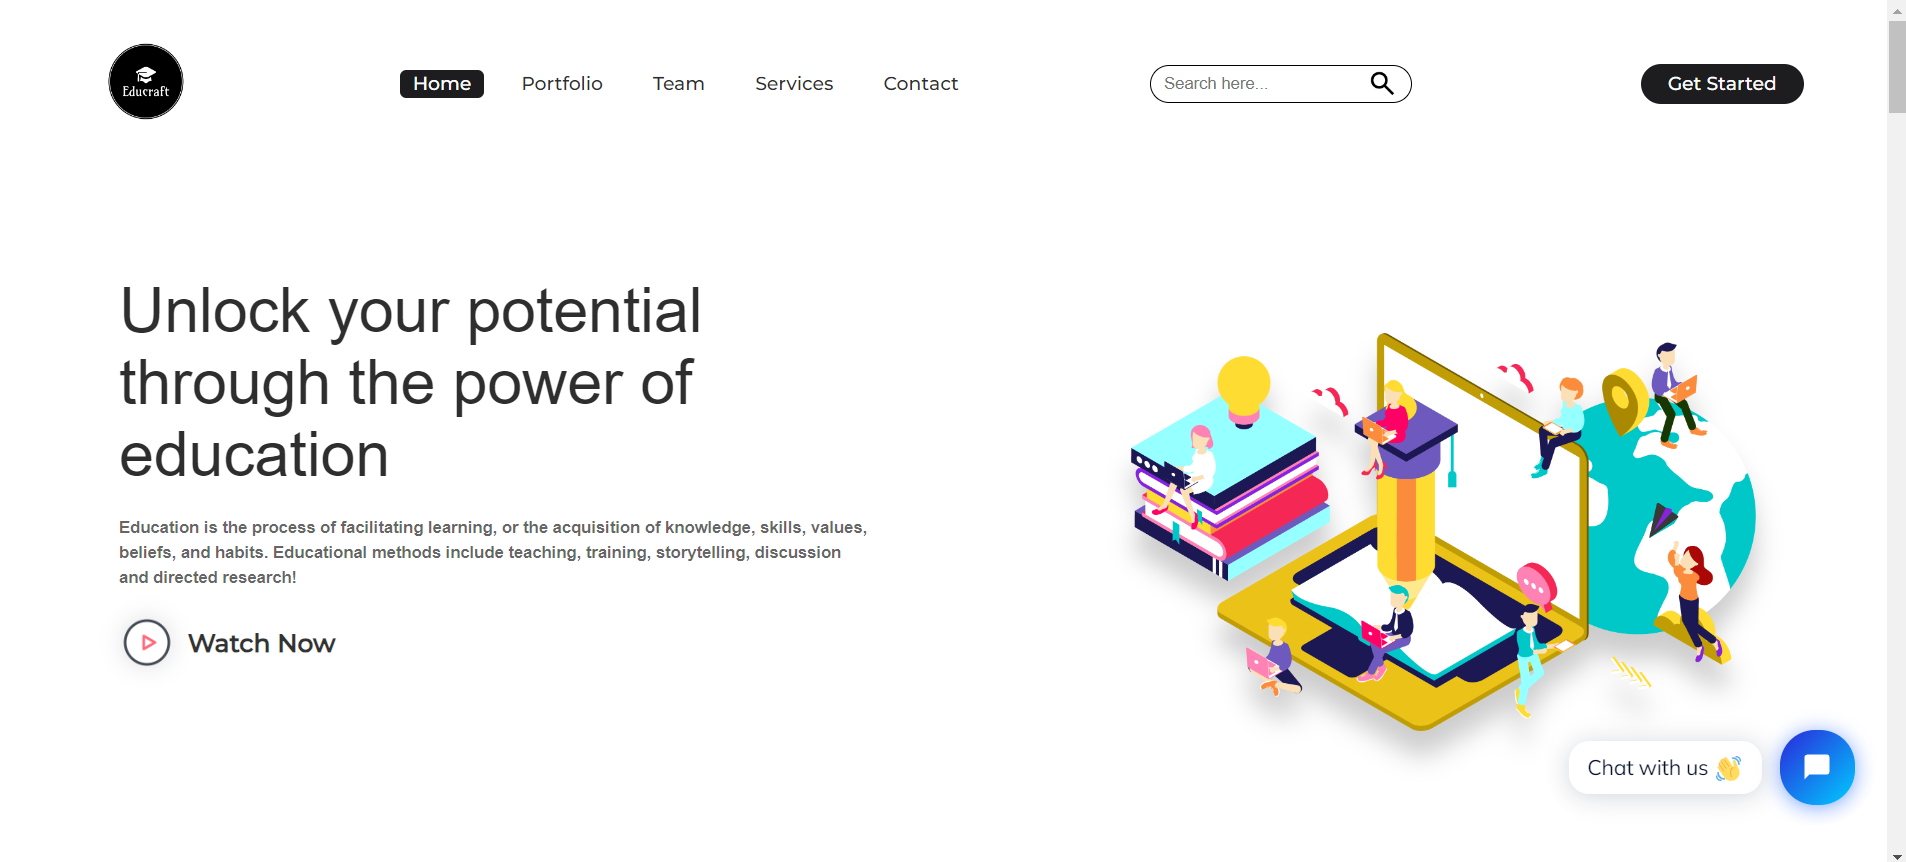 Educraft
Home
Portfolio
Team
Services
Contact
Search here...
Get Started
Unlock your potential
through the power of
education
Education is the process of facilitating learning, or the acquisition of knowledge, skills, values,
beliefs, and habits. Educational methods include teaching, training, storytelling, discussion
and directed research!
Watch Now
Chat with us 👋